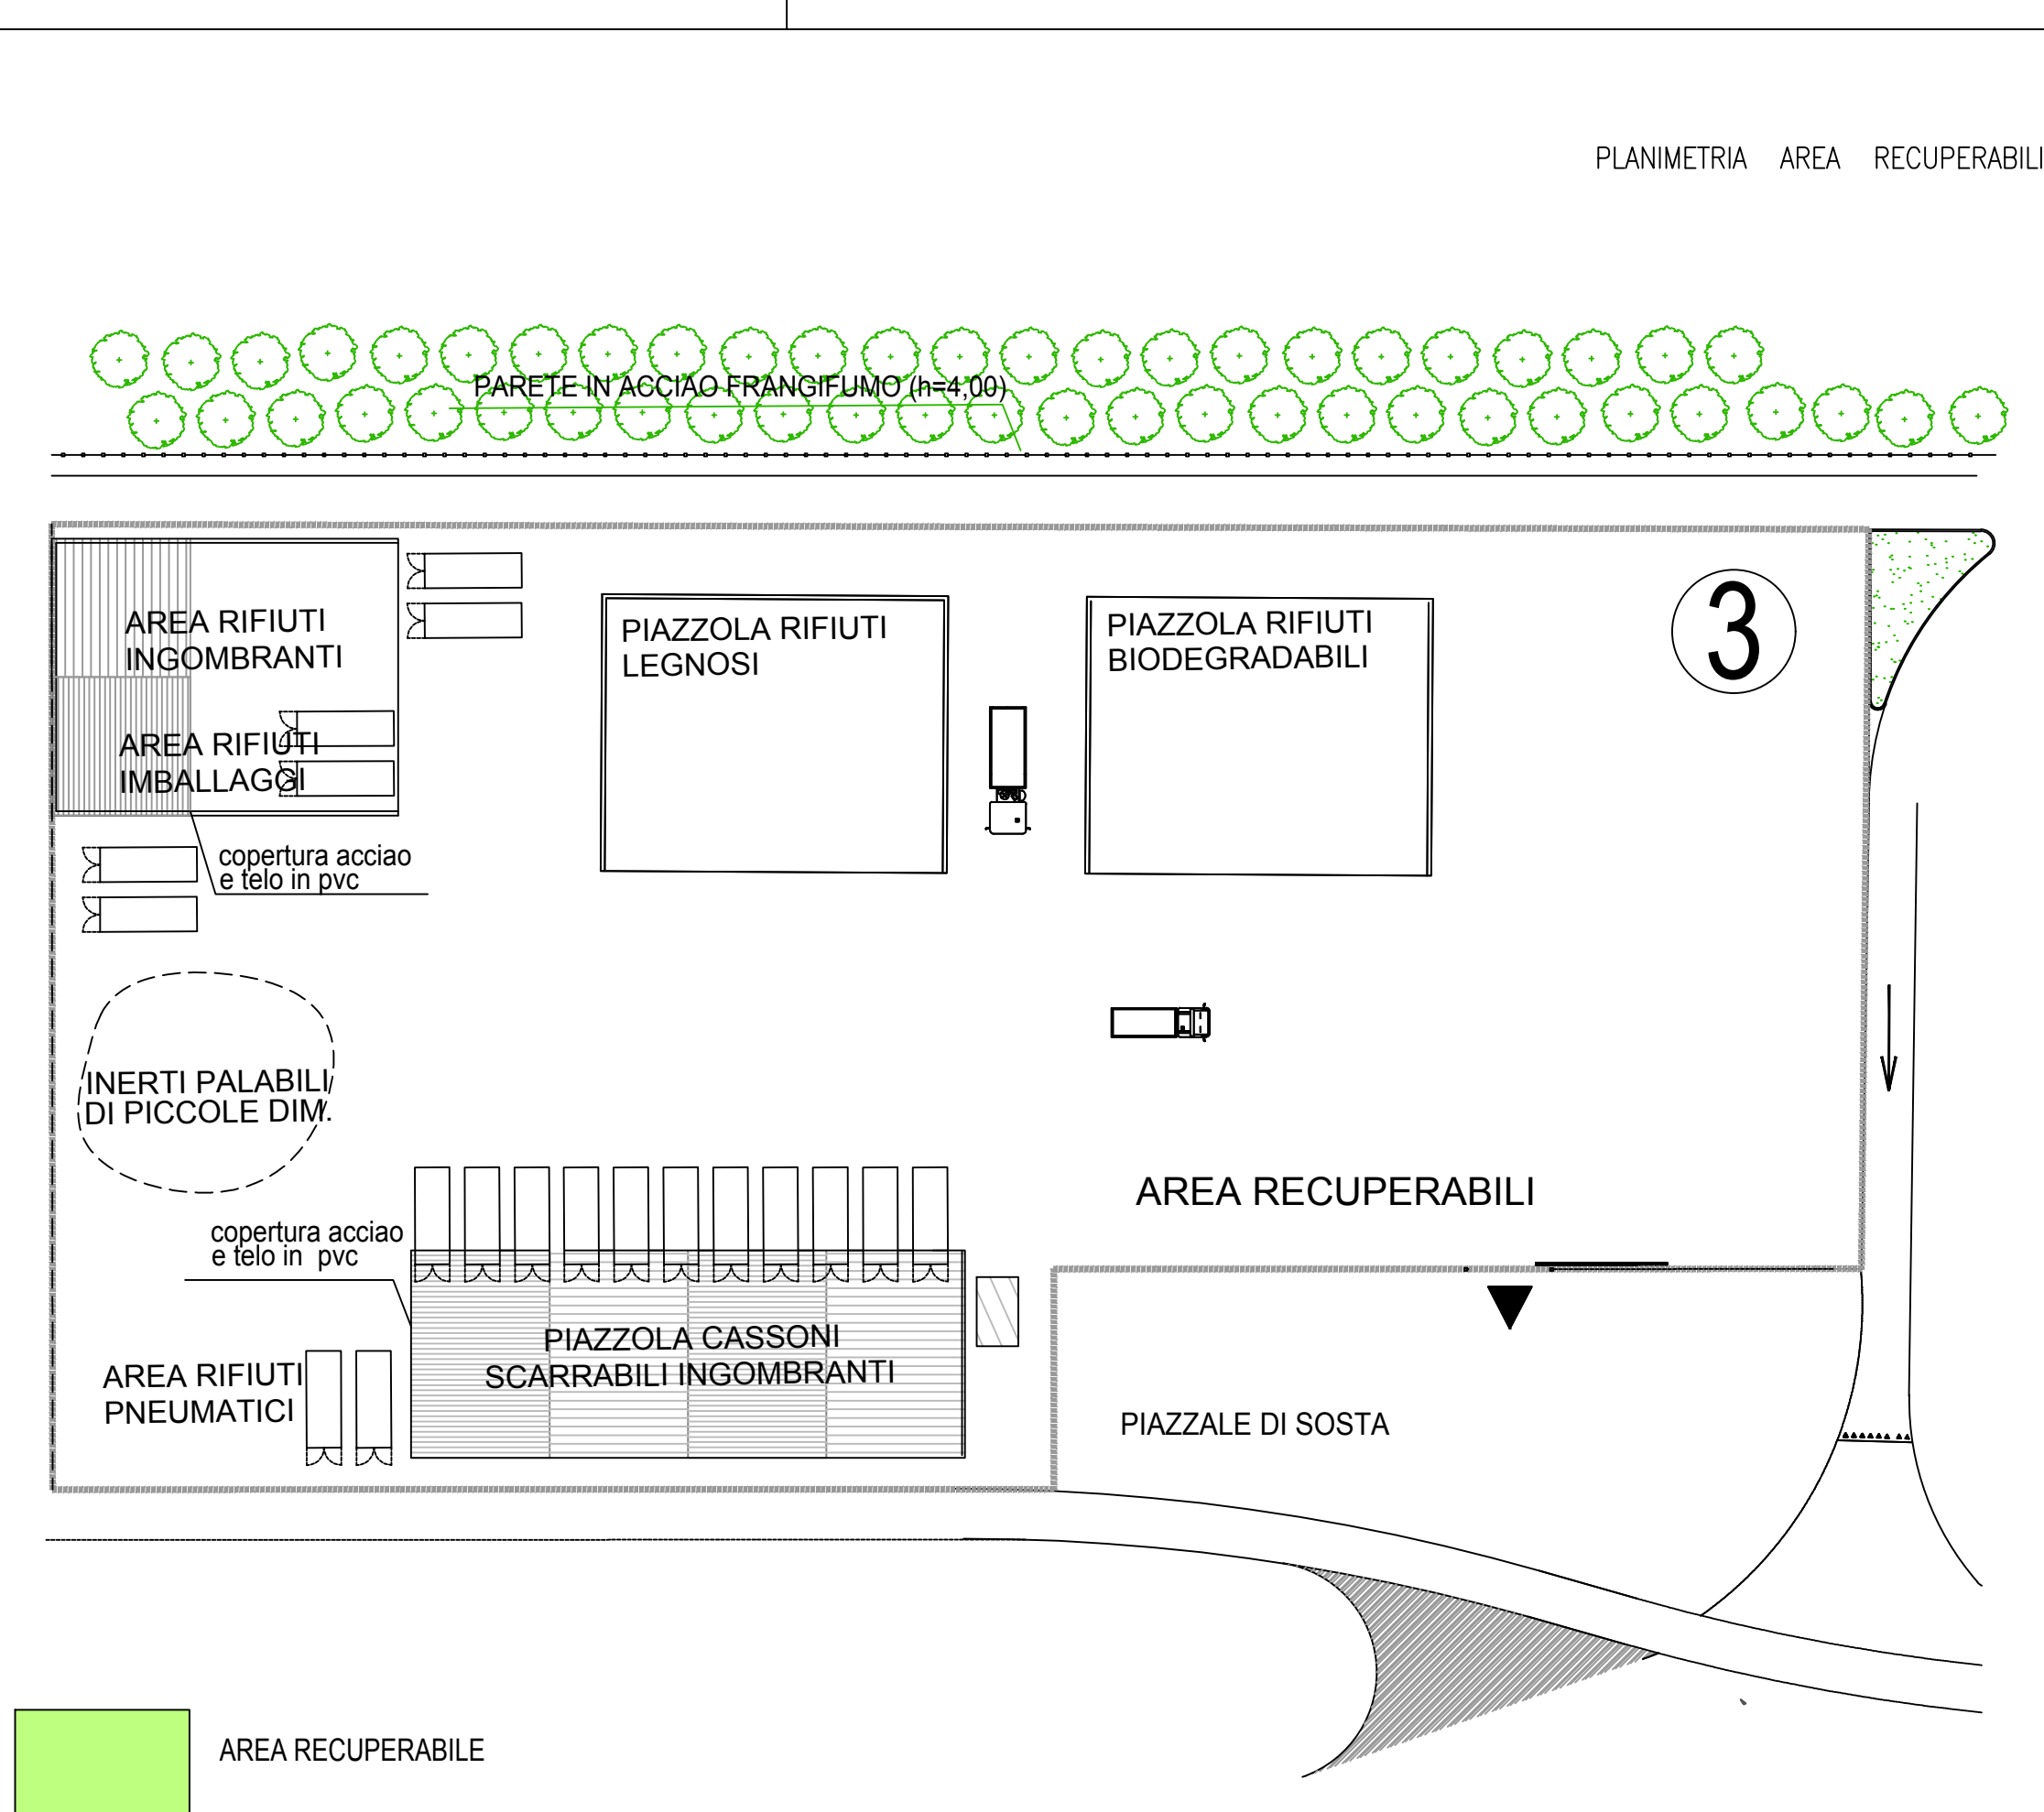 PLANIMETRIA AREA RECUPERABILI
PARETE IN ACCIAO FRANGIFUMO (h=4,00)
3
AREA RIFIUTI
INGOMBRANTI
PIAZZOLA RIFIUTI
LEGNOSI
PIAZZOLA RIFIUTI
BIODEGRADABILI
AREA RIFIUTI
IMBALLAGGI
copertura acciao
e telo in pvc
INERTI PALABILI
DI PICCOLE DIM.
AREA RECUPERABILI
copertura acciao
e telo in pvc
PIAZZOLA CASSONI
SCARRABILI INGOMBRANTI
AREA RIFIUTI
PNEUMATICI
PIAZZALE DI SOSTA
AREA RECUPERABILE